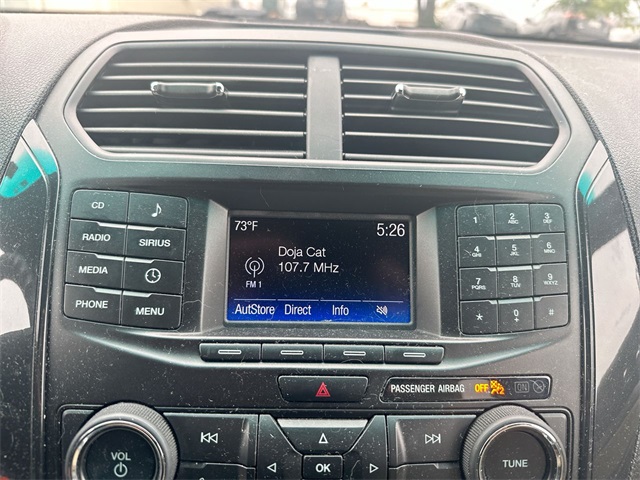 CD
RADIO SIRIUS
MEDIA
PHONE MENU
73°F 5:26
Doja Cat
107.7 MHz
FM 1
AutStore Direct Info
1 2 ABC 3 DEF
4 GHI 5 JKL 6 MNO
7 PQRS 8 TUV 9 WXYZ
* 0 + #
PASSENGER AIRBAG OFF 2 ON
VOL
OK
TUNE